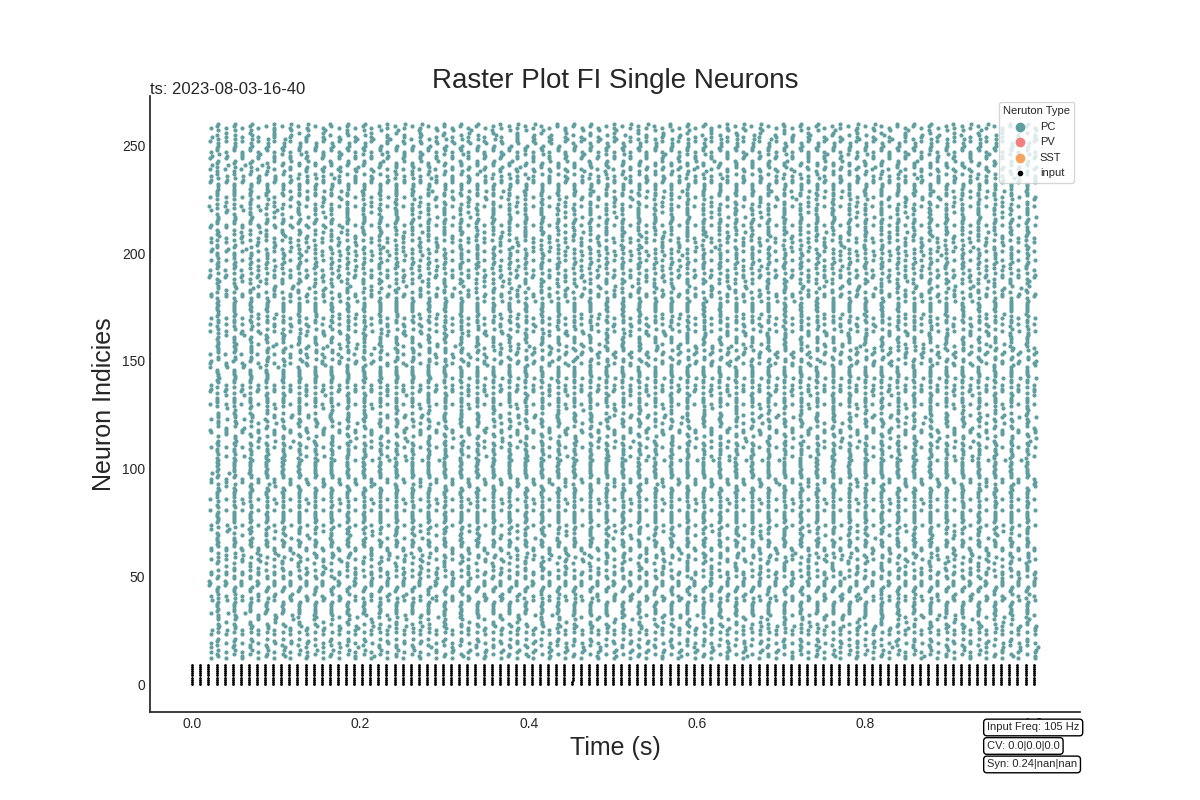 Raster Plot FI Single Neurons
ts: 2023-08-03-16-40
Neruton Type
PC
PV
SST
input
Neuron Indicies
250
200
150
100
50
0
0.0
0.2
0.4
0.6
0.8
Time (s)
Input Freq: 105 Hz
CV: 0.0|0.0|0.0
Syn: 0.24|nan|nan